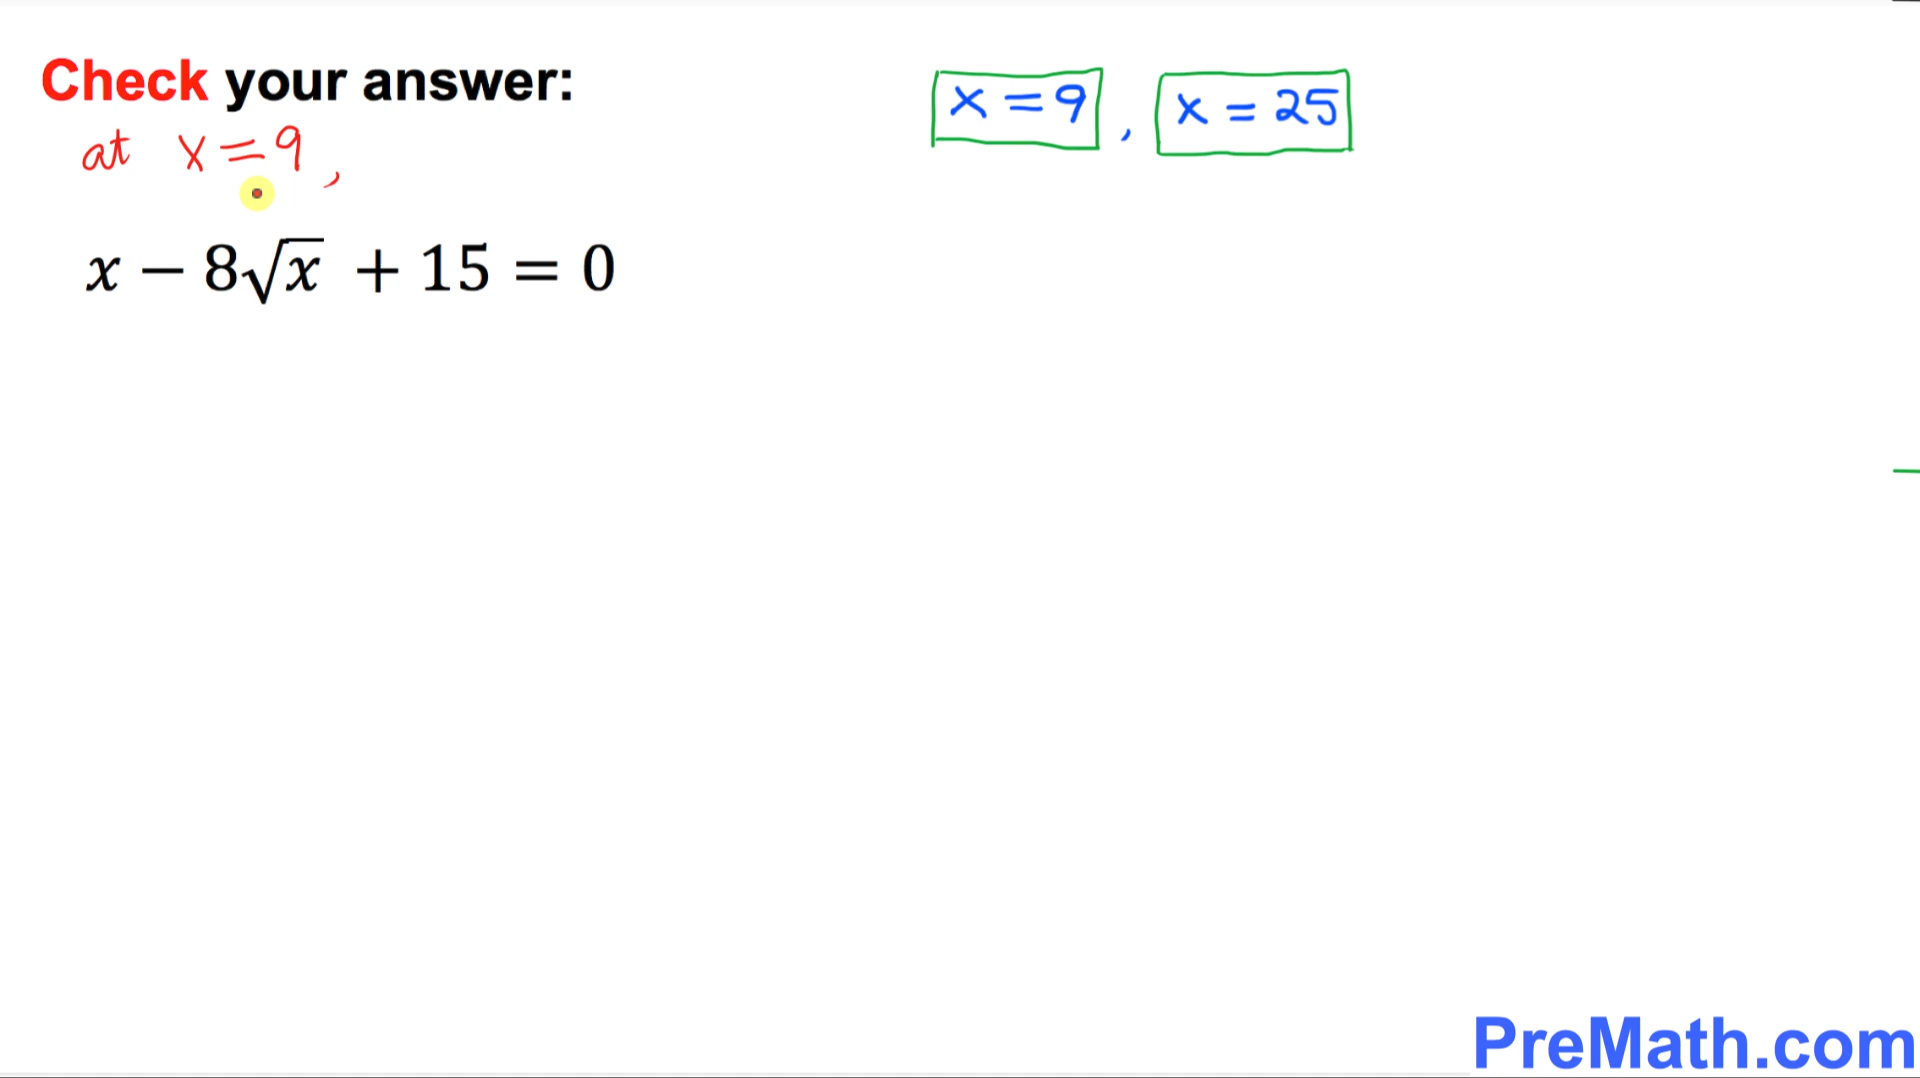 Check your answer:
x = 9 , x = 25
at x = 9 ,
x − 8√x + 15 = 0
PreMath.com